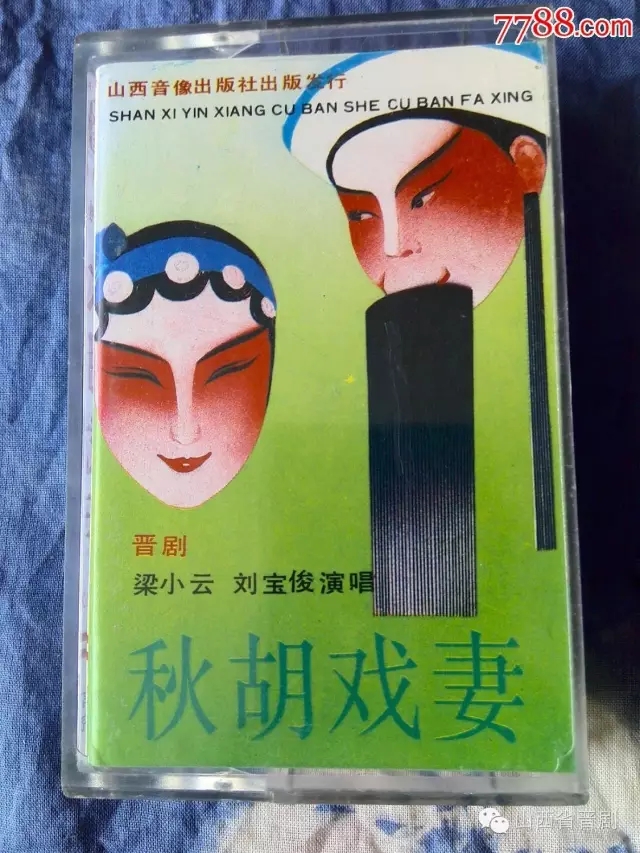 7788.com
山西音像出版社出版发行
SHAN XI YIN XIANG CU BAN SHE CU BAN FA XING
晋剧
梁小云 刘宝俊演唱
秋胡戏妻
山西省晋剧